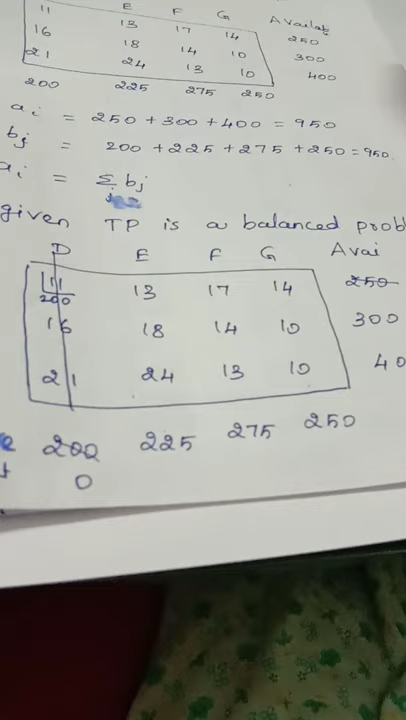 E F G Availab
11 13 17 14 250
16 18 14 10 300
21 24 13 10 400
200 225 275 250
ai = 250 + 300 + 400 = 950
bj = 200 + 225 + 275 + 250 = 950
ai = Σ bj
given TP is a balanced prob
D E F G Avai
11 13 17 14 250
200
16 18 14 10 300
21 24 13 10 40
200 225 275 250
0